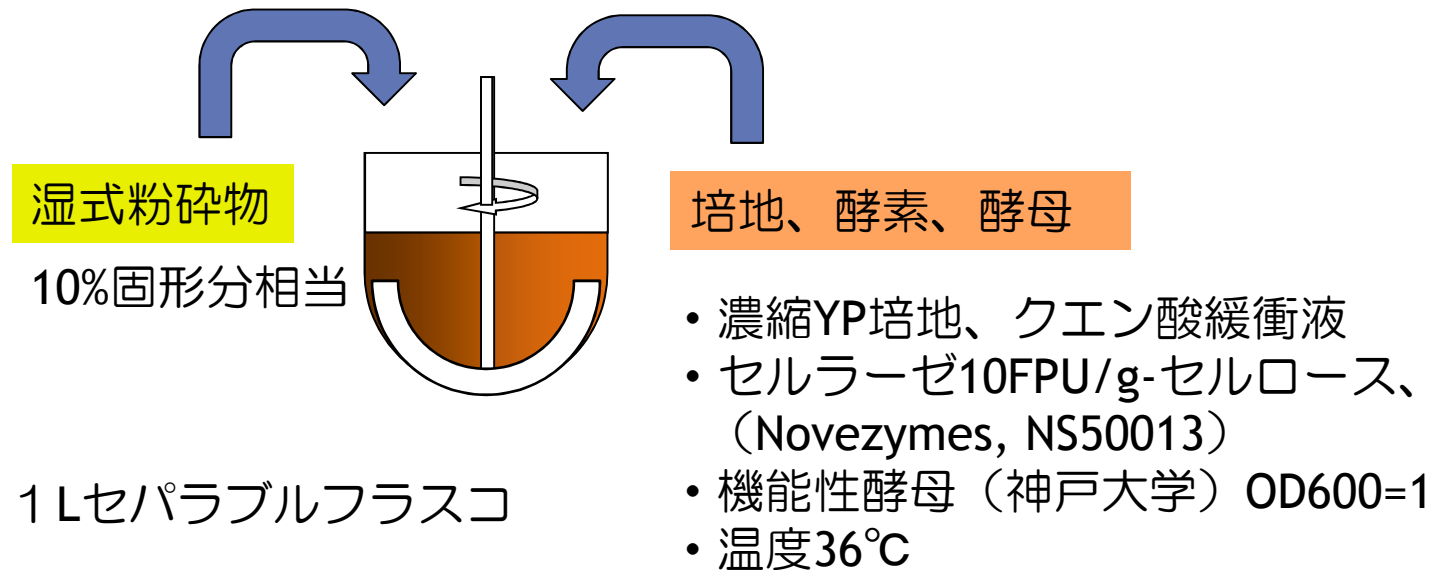 湿式粉砕物
10%固形分相当
１Lセパラブルフラスコ
培地、酵素、酵母
・濃縮YP培地、クエン酸緩衝液
・セルラーゼ10FPU/g-セルロース、
（Novezymes, NS50013）
・機能性酵母（神戸大学）OD600=1
・温度36℃